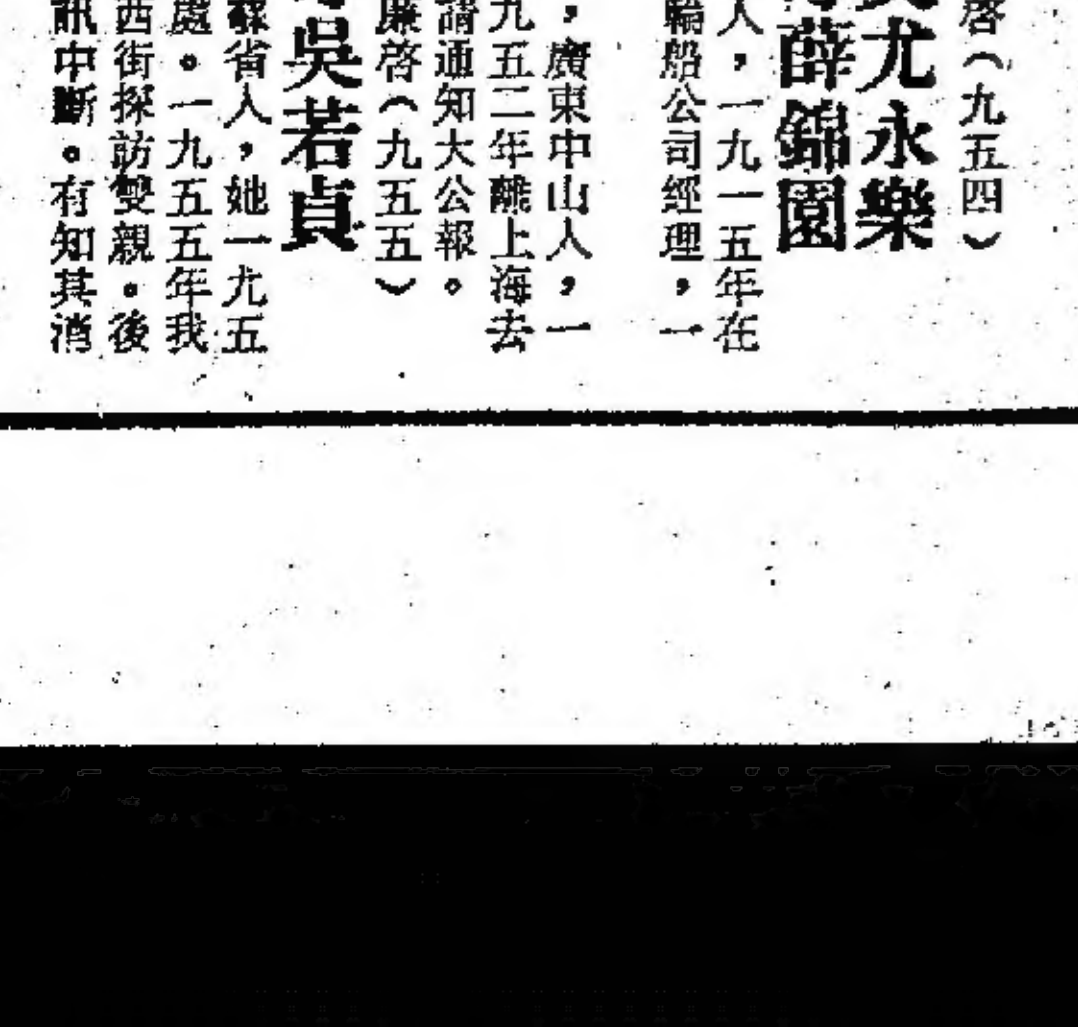 啓（九五四）
尤永樂
薛錦園
人，一九一五年在
輪船公司經理，一
，廣東中山人，一
九五二年離上海去
請通知大公報。
廉啓（九五五）
吳若貞
蘇省人，她一九五
處。一九五五年我
西街探訪雙親。後
訊中斷。有知其消